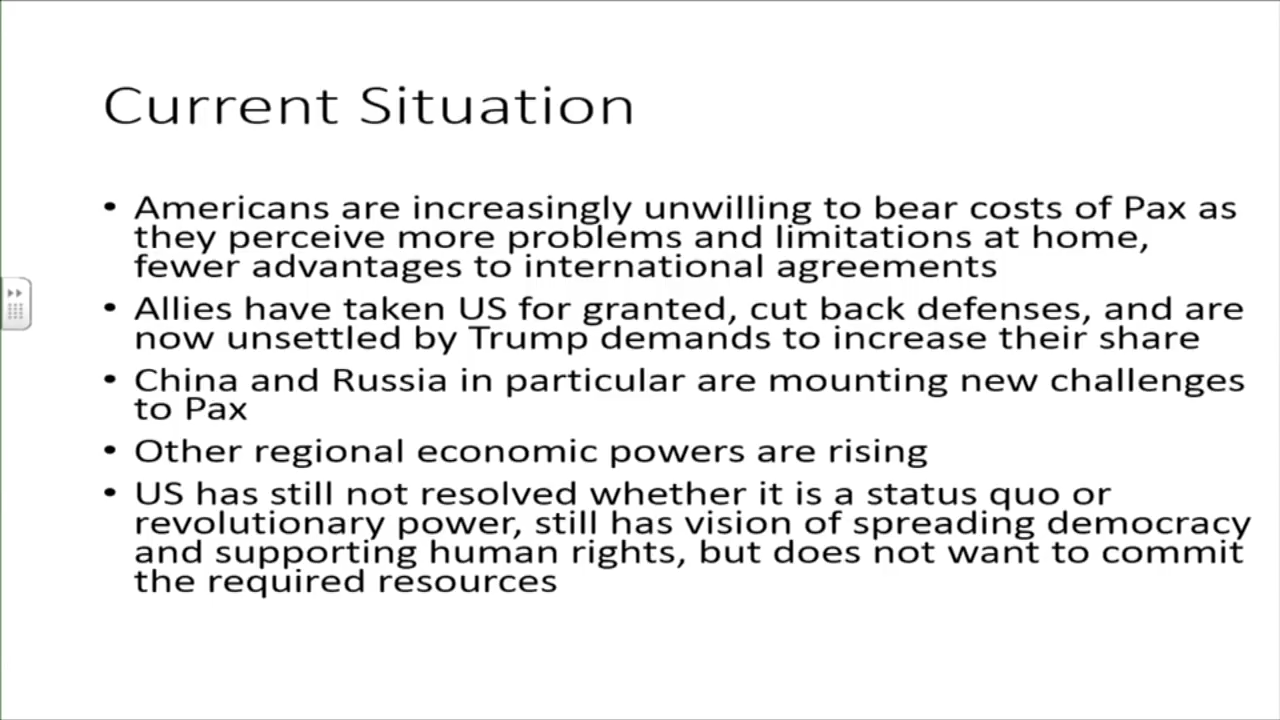 Current Situation
• Americans are increasingly unwilling to bear costs of Pax as
they perceive more problems and limitations at home,
fewer advantages to international agreements
• Allies have taken US for granted, cut back defenses, and are
now unsettled by Trump demands to increase their share
• China and Russia in particular are mounting new challenges
to Pax
• Other regional economic powers are rising
• US has still not resolved whether it is a status quo or
revolutionary power, still has vision of spreading democracy
and supporting human rights, but does not want to commit
the required resources